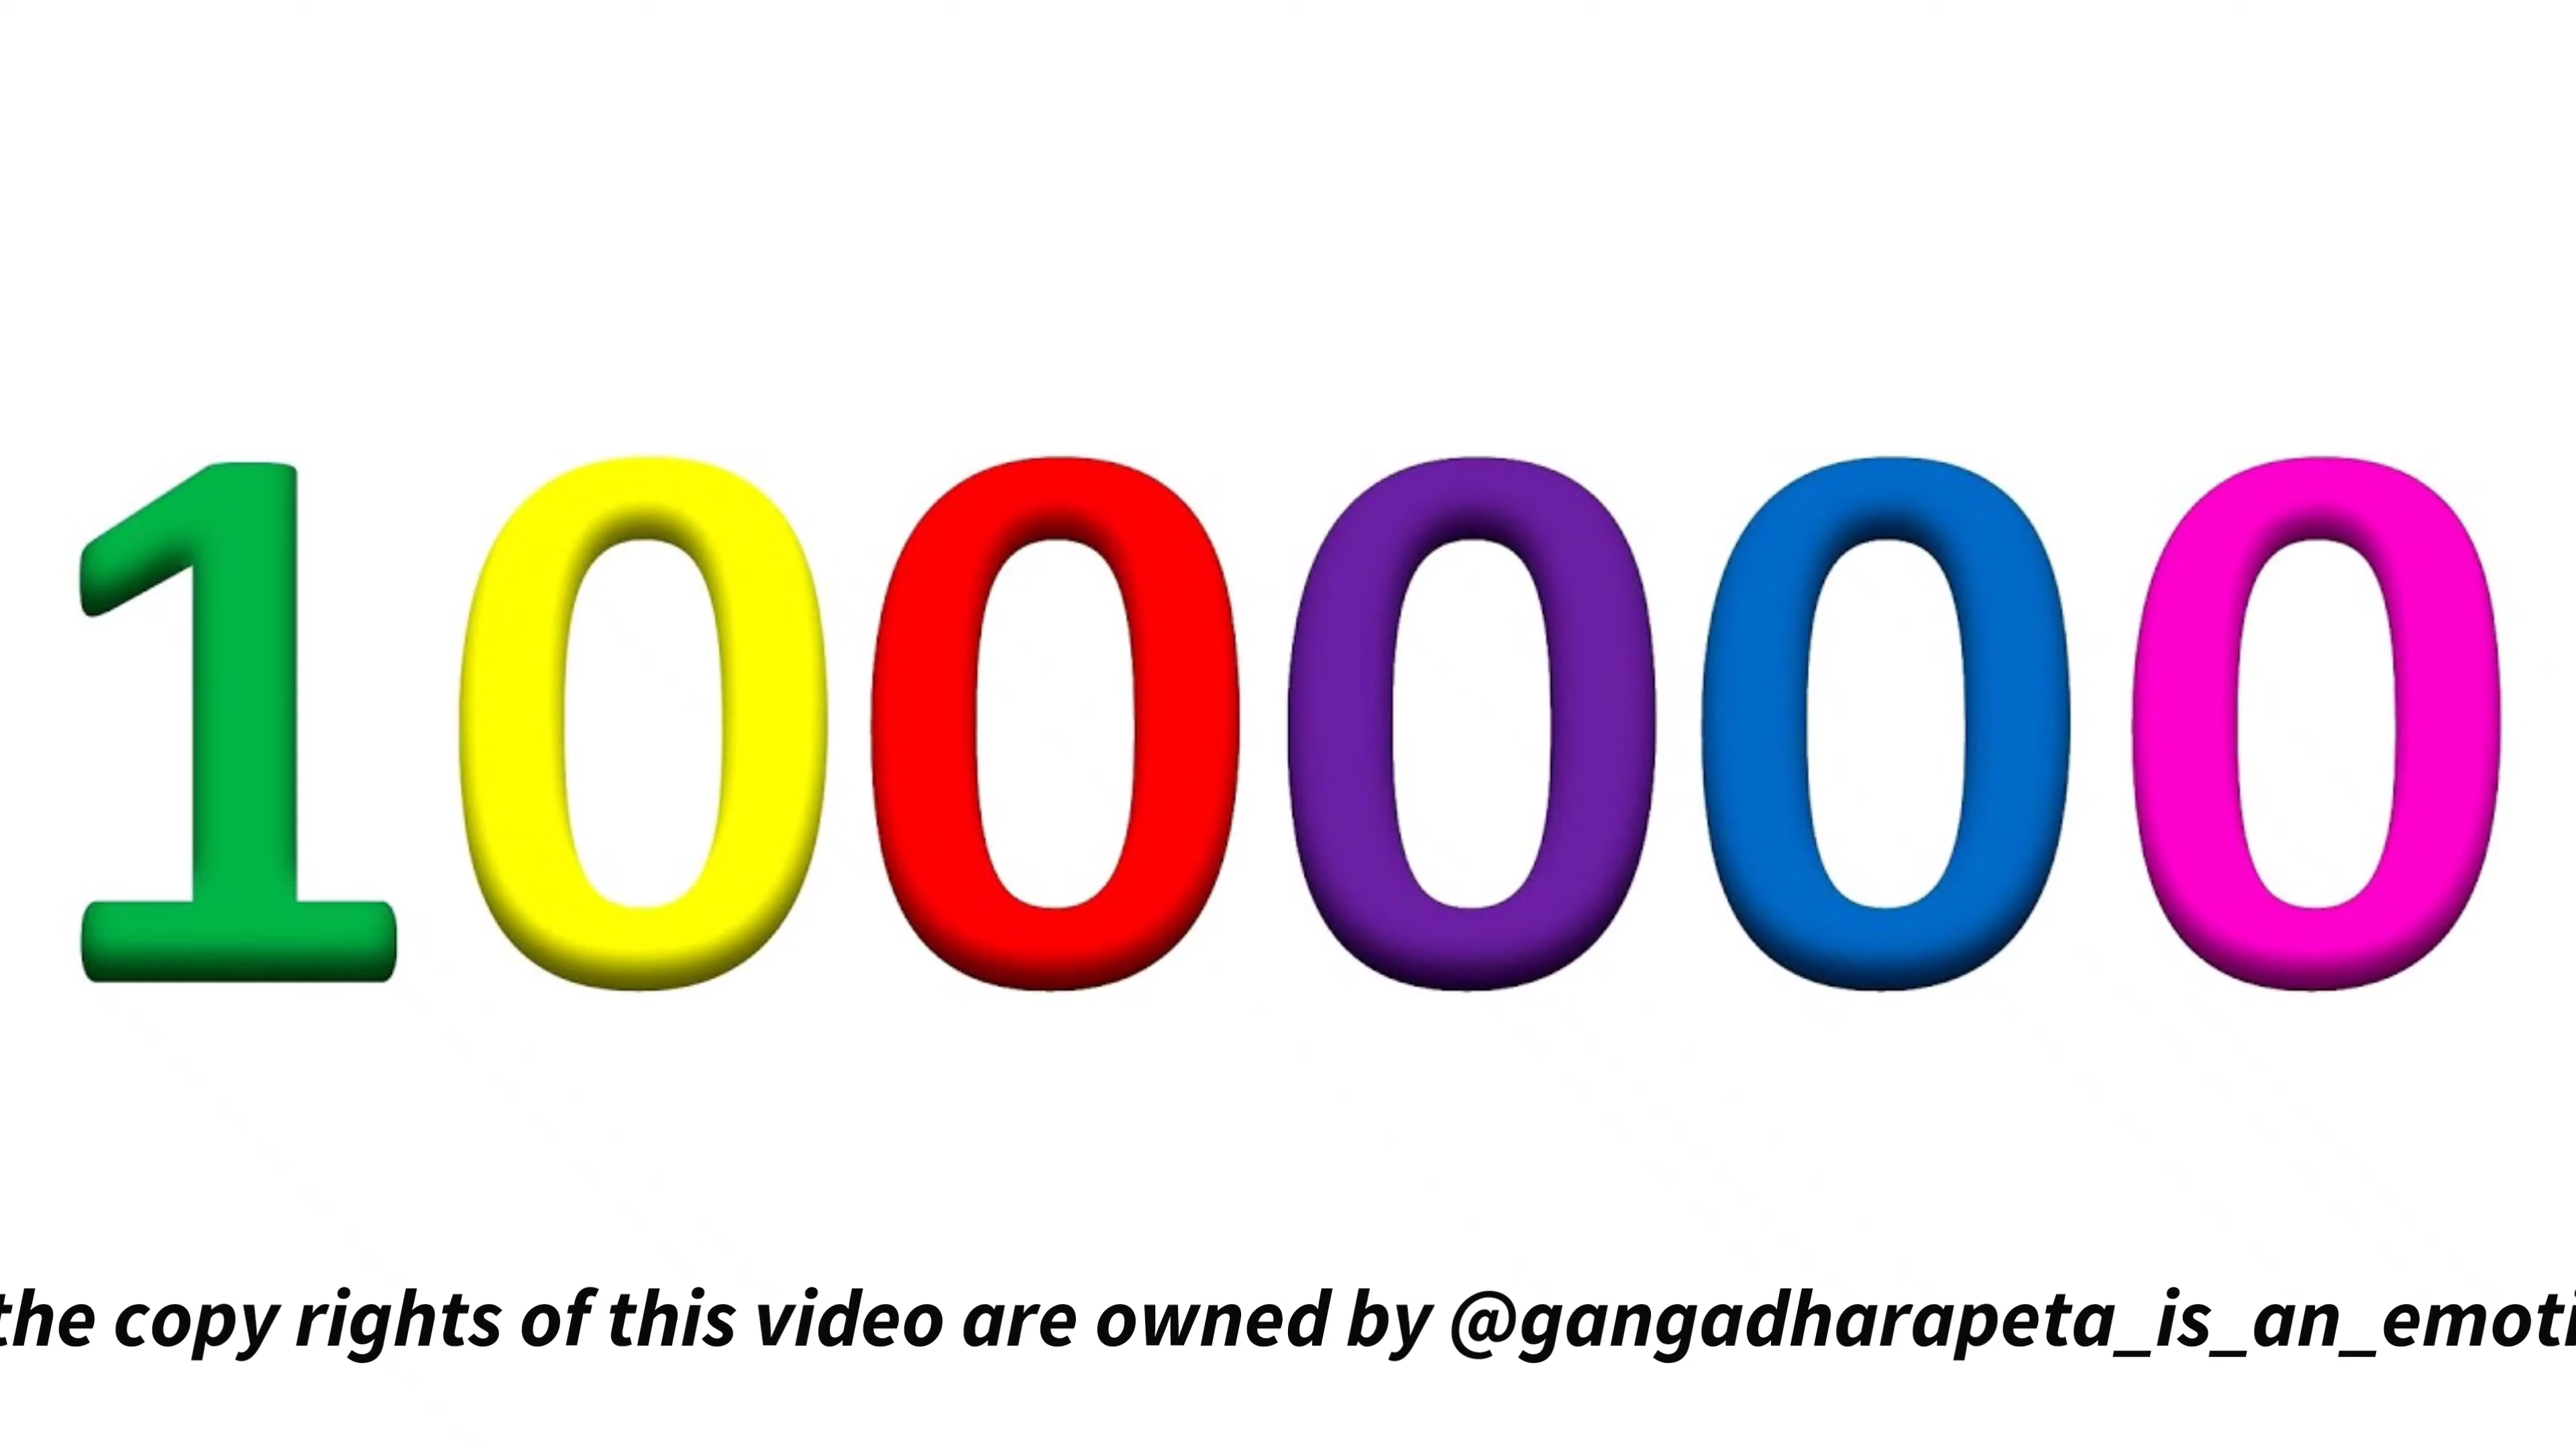 100000
the copy rights of this video are owned by @gangadharapeta_is_an_emoti